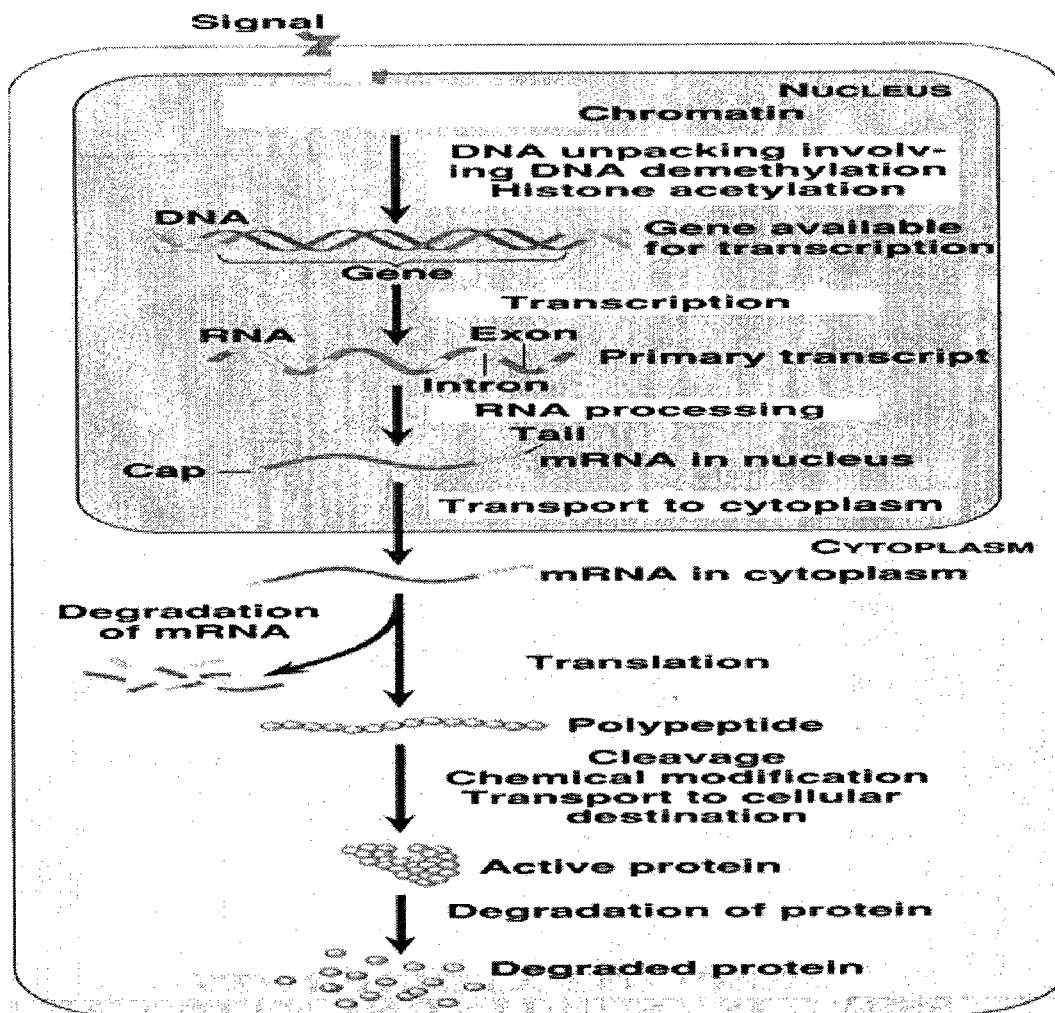 Signal
NUCLEUS
Chromatin
DNA unpacking involv-
ing DNA demethylation
Histone acetylation
DNA
Gene available
for transcription
Gene
Transcription
RNA
Exon
Primary transcript
Intron
RNA processing
Tail
Cap
mRNA in nucleus
Transport to cytoplasm
CYTOPLASM
mRNA in cytoplasm
Degradation
of mRNA
Translation
Polypeptide
Cleavage
Chemical modification
Transport to cellular
destination
Active protein
Degradation of protein
Degraded protein